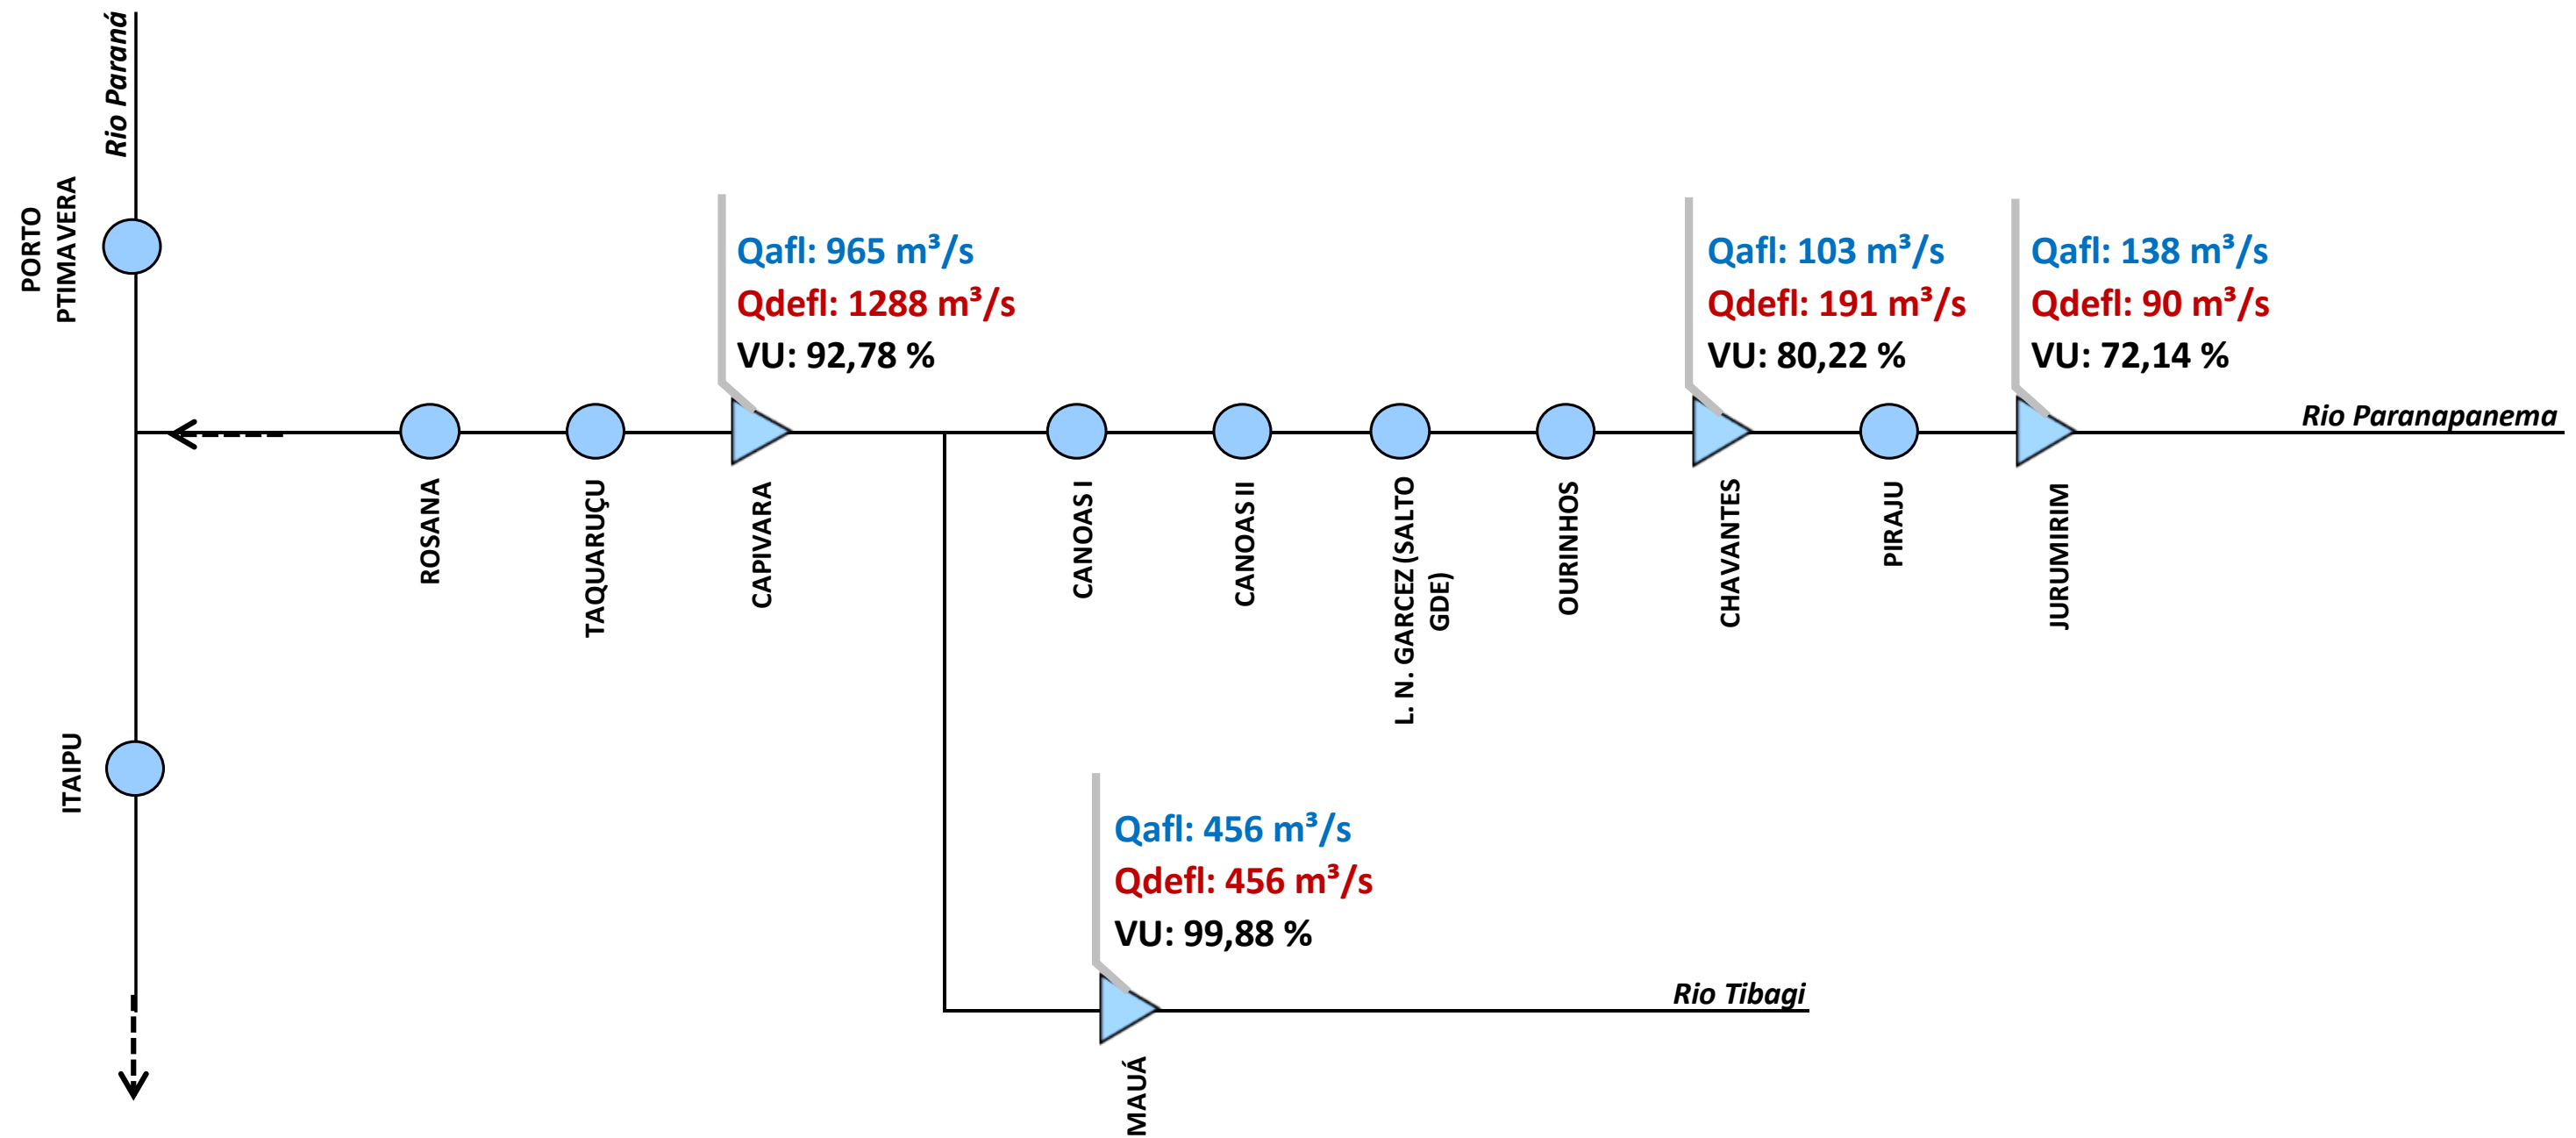 Rio Paraná
PORTO
PTIMAVERA
Qafl: 965 m³/s
Qdefl: 1288 m³/s
VU: 92,78 %
Qafl: 103 m³/s
Qdefl: 191 m³/s
VU: 80,22 %
Qafl: 138 m³/s
Qdefl: 90 m³/s
VU: 72,14 %
Rio Paranapanema
ROSANA
TAQUARUÇU
CAPIVARA
CANOAS I
CANOAS II
L. N. GARCEZ (SALTO
GDE)
OURINHOS
CHAVANTES
PIRAJU
JURUMIRIM
ITAIPU
Qafl: 456 m³/s
Qdefl: 456 m³/s
VU: 99,88 %
Rio Tibagi
MAUÁ